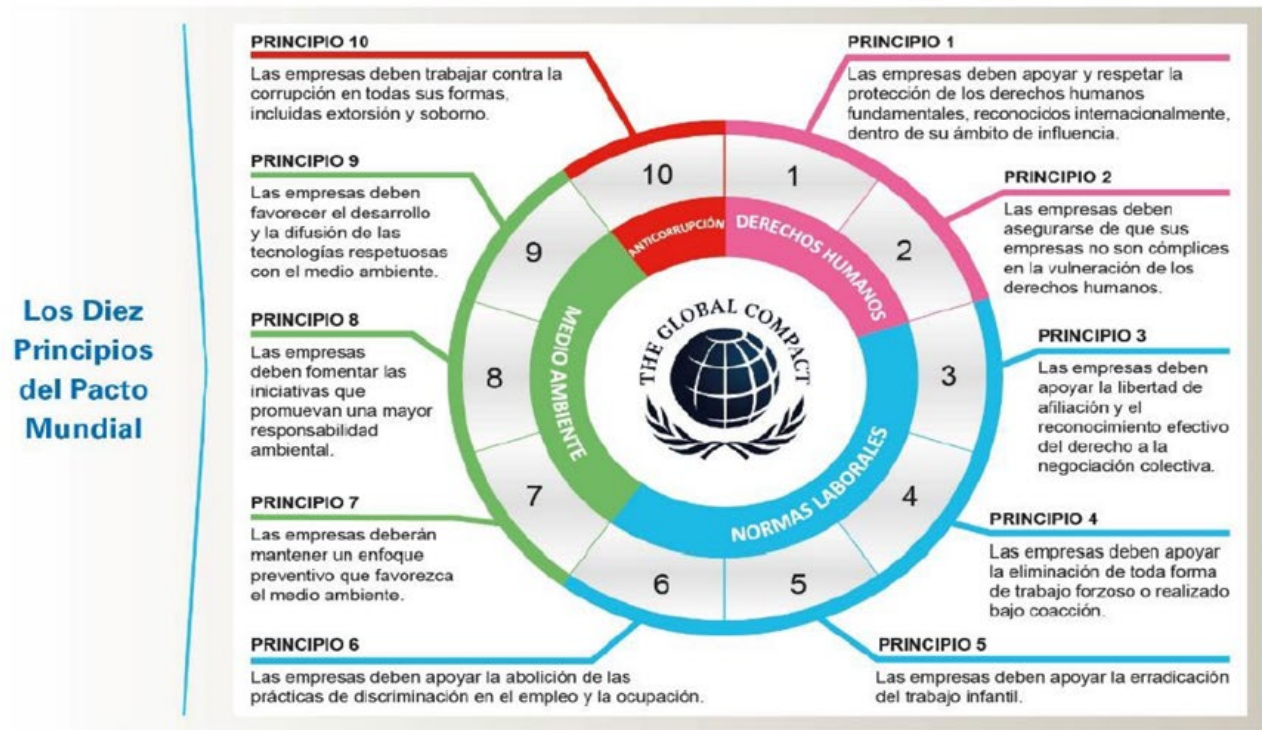 Los Diez
Principios
del Pacto
Mundial
PRINCIPIO 10
Las empresas deben trabajar contra la
corrupción en todas sus formas,
incluidas extorsión y soborno.
PRINCIPIO 9
Las empresas deben
favorecer el desarrollo
y la difusión de las
tecnologías respetuosas
con el medio ambiente.
PRINCIPIO 8
Las empresas
deben fomentar las
iniciativas que
promuevan una mayor
responsabilidad
ambiental.
PRINCIPIO 7
Las empresas deberán
mantener un enfoque
preventivo que favorezca
el medio ambiente.
PRINCIPIO 6
Las empresas deben apoyar la abolición de las
prácticas de discriminación en el empleo y la ocupación.
PRINCIPIO 1
Las empresas deben apoyar y respetar la
protección de los derechos humanos
fundamentales, reconocidos internacionalmente,
dentro de su ámbito de influencia.
PRINCIPIO 2
Las empresas deben
asegurarse de que sus
empresas no son cómplices
en la vulneración de los
derechos humanos.
PRINCIPIO 3
Las empresas deben
apoyar la libertad de
afiliación y el
reconocimiento efectivo
del derecho a la
negociación colectiva.
PRINCIPIO 4
Las empresas deben apoyar
la eliminación de toda forma
de trabajo forzoso o realizado
bajo coacción.
PRINCIPIO 5
Las empresas deben apoyar la erradicación
del trabajo infantil.
10
1
2
3
4
5
6
7
8
9
ANTICORRUPCIÓN
DERECHOS HUMANOS
NORMAS LABORALES
MEDIO AMBIENTE
THE GLOBAL COMPACT